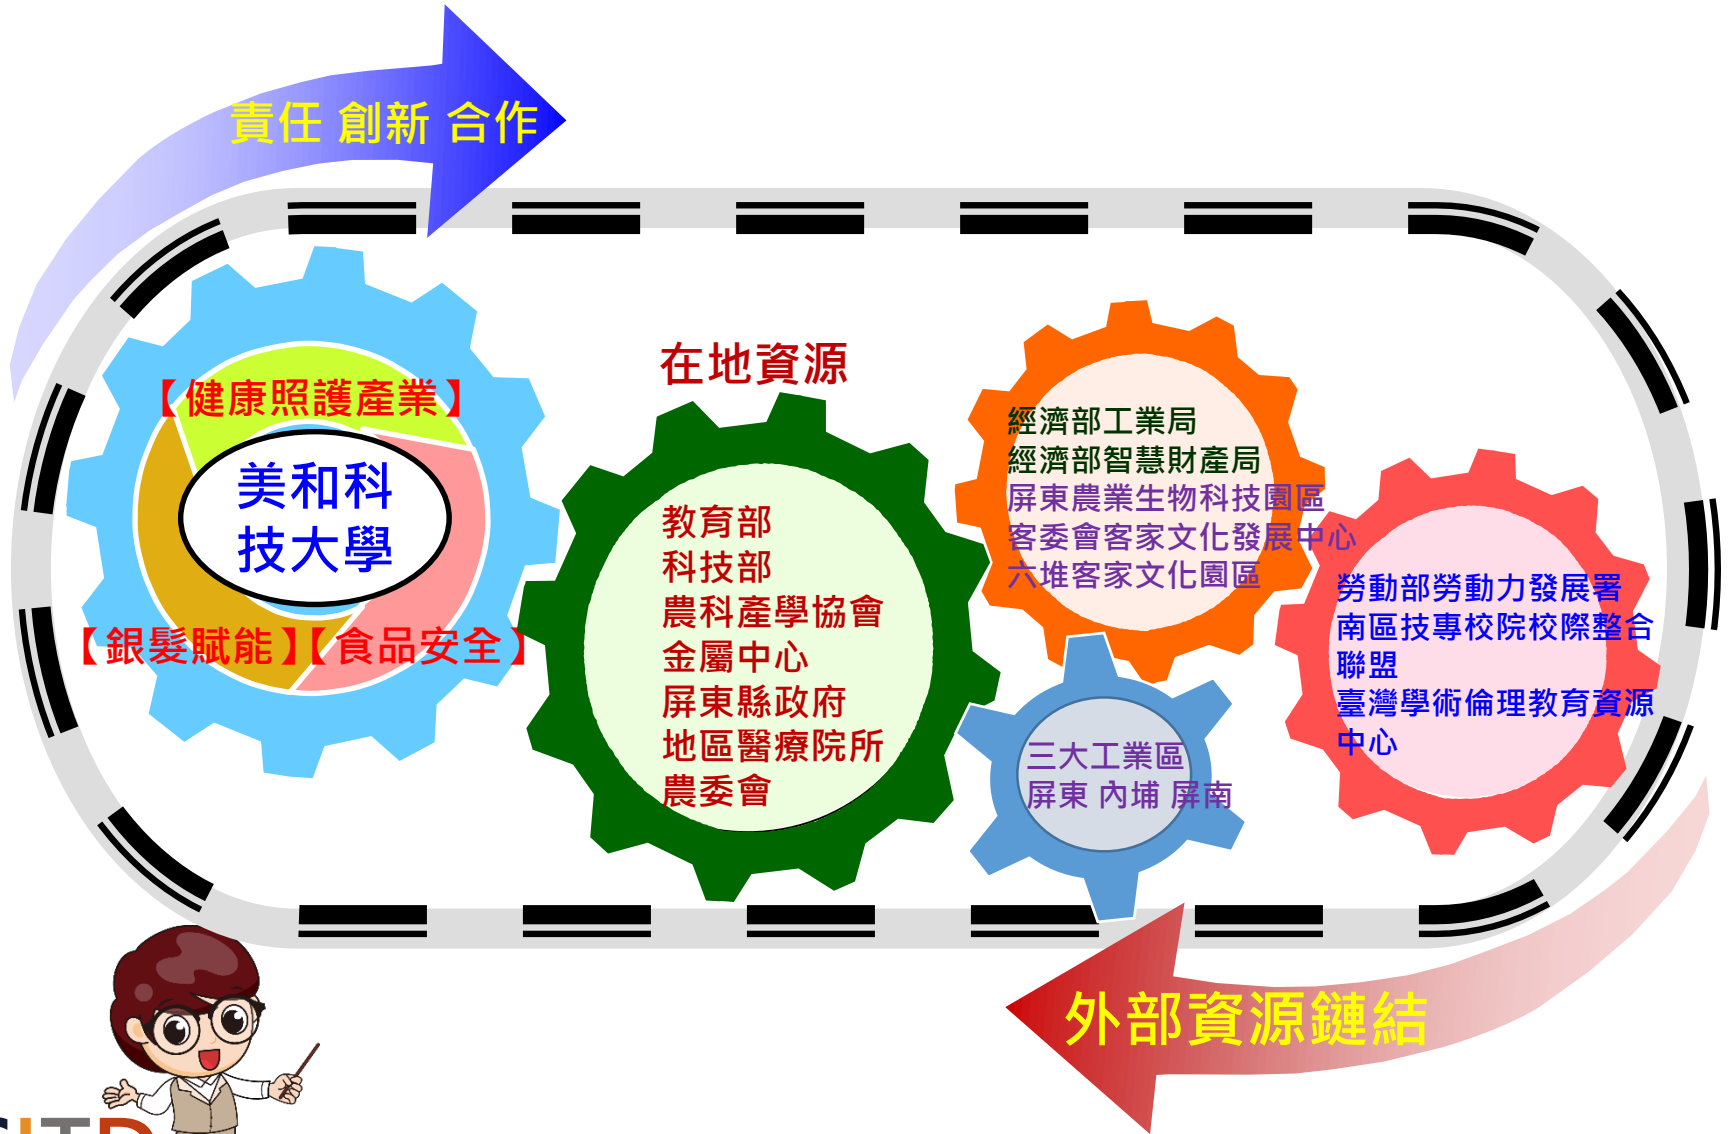 責任 創新 合作
【健康照護產業】
美和科
技大學
【銀髮賦能】【食品安全】
在地資源
教育部
科技部
農科產學協會
金屬中心
屏東縣政府
地區醫療院所
農委會
經濟部工業局
經濟部智慧財產局
屏東農業生物科技園區
客委會客家文化發展中心
六堆客家文化園區
三大工業區
屏東 內埔 屏南
勞動部勞動力發展署
南區技專校院校際整合
聯盟
臺灣學術倫理教育資源
中心
外部資源鏈結